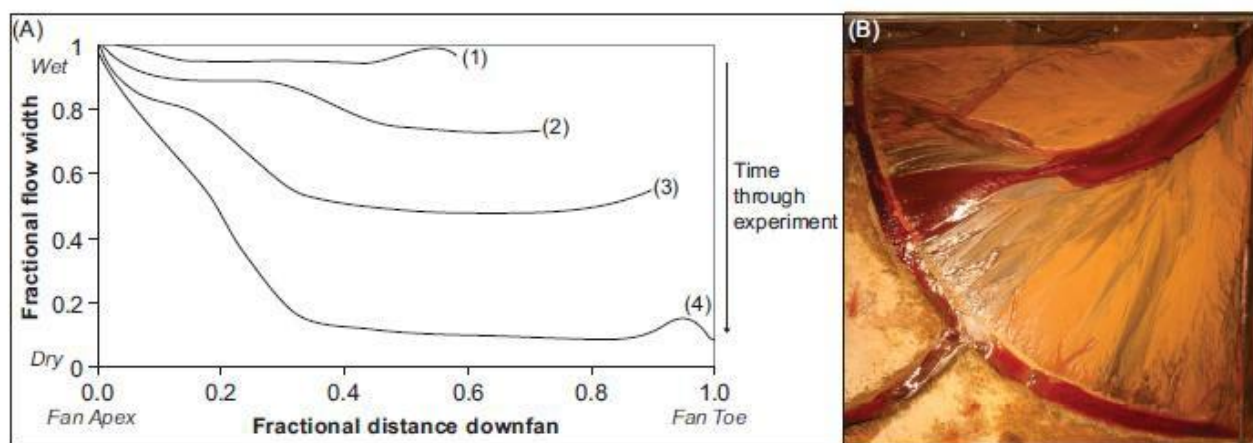 (A)
1
Wet
0.8
0.6
0.4
0.2
Dry 0
Fractional flow width
(1)
(2)
(3)
(4)
0.0 0.2 0.4 0.6 0.8 1.0
Fan Apex Fractional distance downfan Fan Toe
Time
through
experiment
(B)